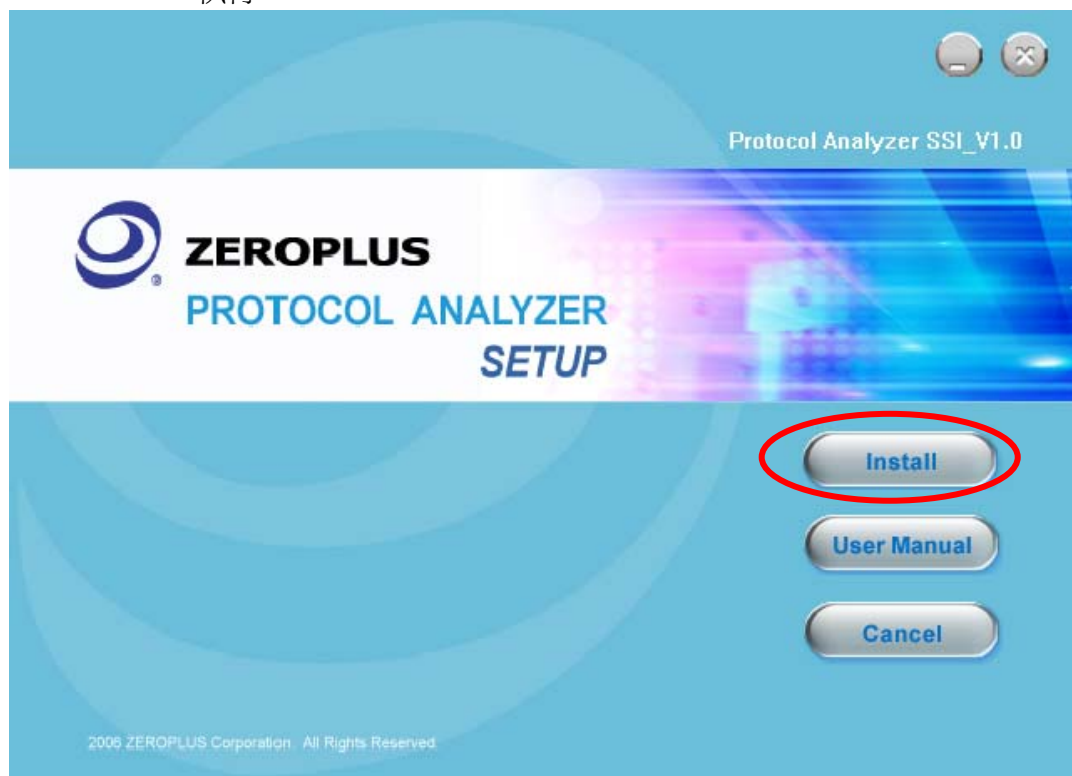 Protocol Analyzer SSI_V1.0
ZEROPLUS
®
PROTOCOL ANALYZER
SETUP
Install
User Manual
Cancel
2006 ZEROPLUS Corporation. All Rights Reserved.